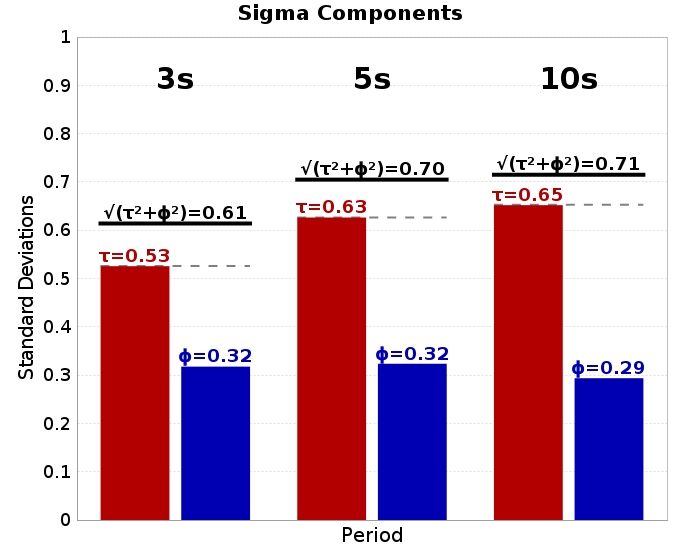 Sigma Components
1
0.9
0.8
0.7
0.6
0.5
0.4
0.3
0.2
0.1
0
Standard Deviations
3s
5s
10s
√(τ²+ϕ²)=0.61
√(τ²+ϕ²)=0.70
√(τ²+ϕ²)=0.71
τ=0.53
ϕ=0.32
τ=0.63
ϕ=0.32
τ=0.65
ϕ=0.29
Period